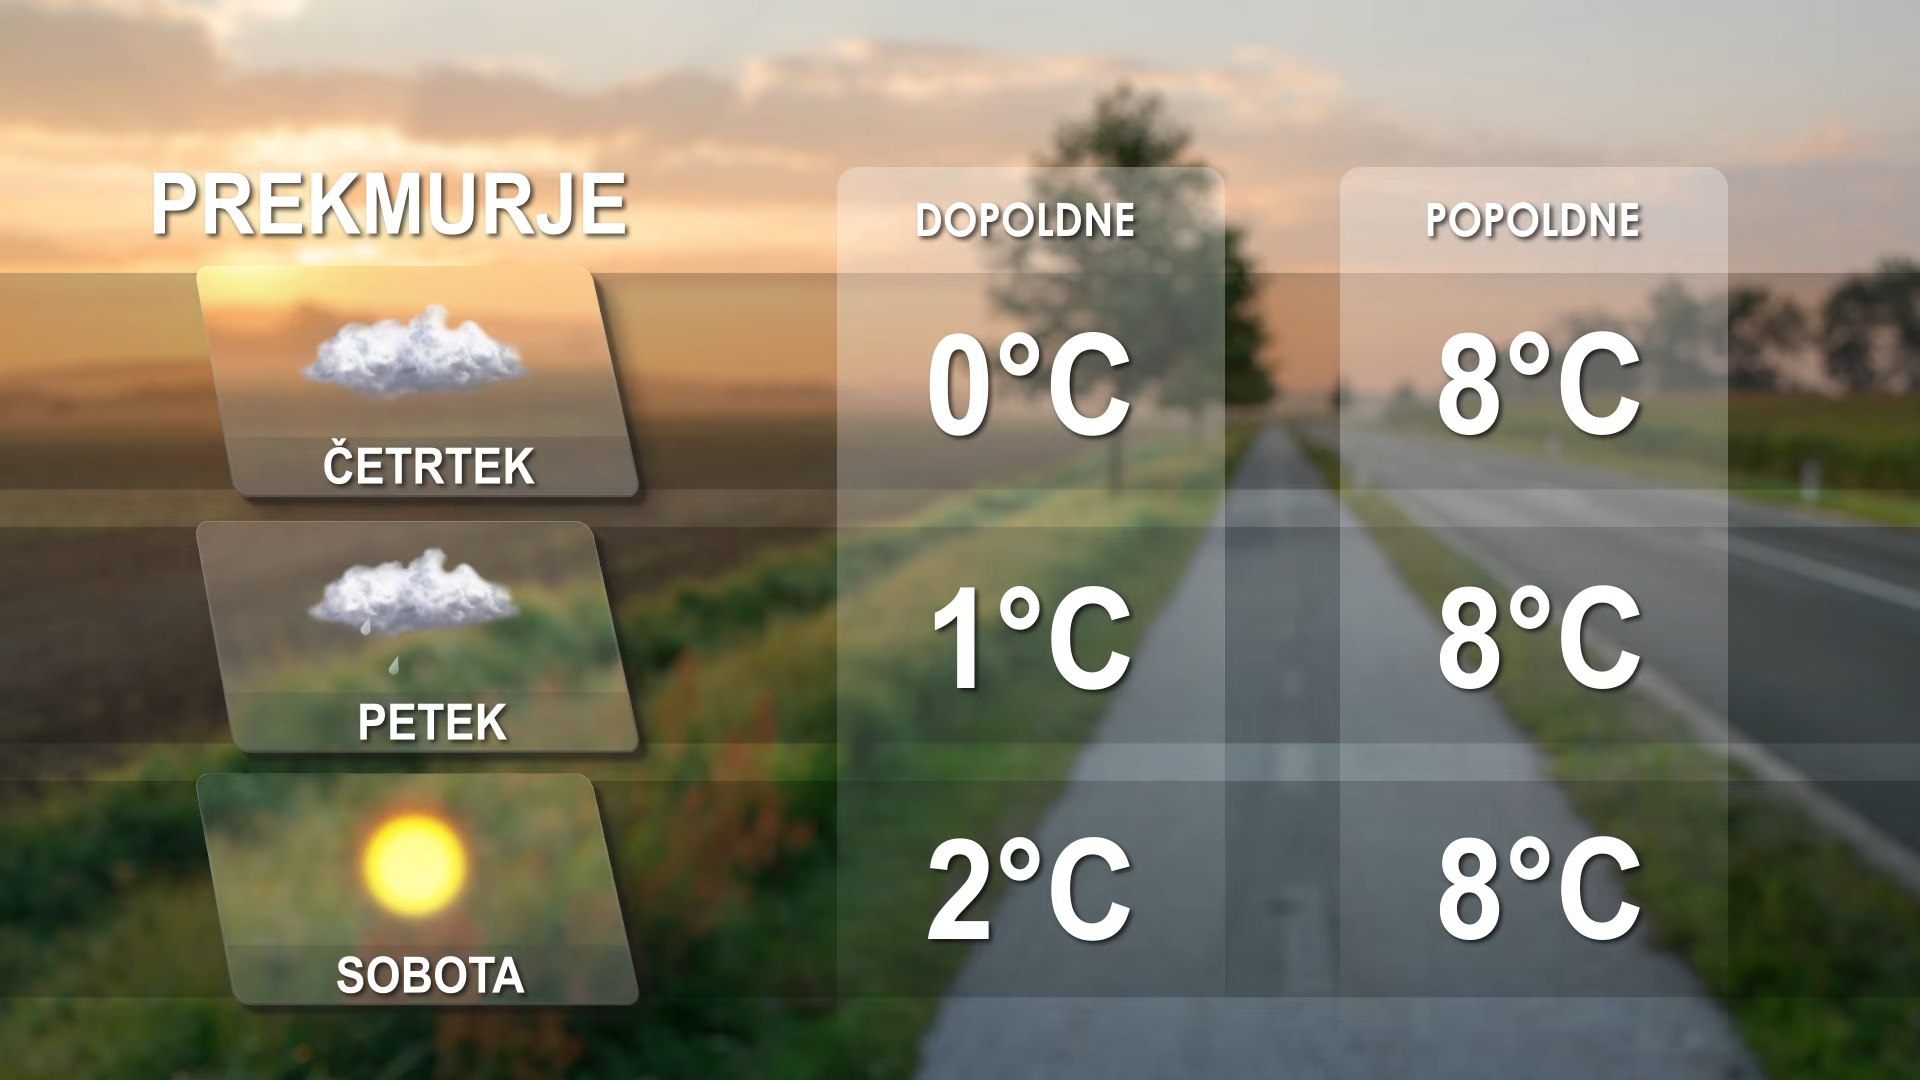 PREKMURJE
DOPOLDNE
POPOLDNE
ČETRTEK
0°C
8°C
PETEK
1°C
8°C
SOBOTA
2°C
8°C